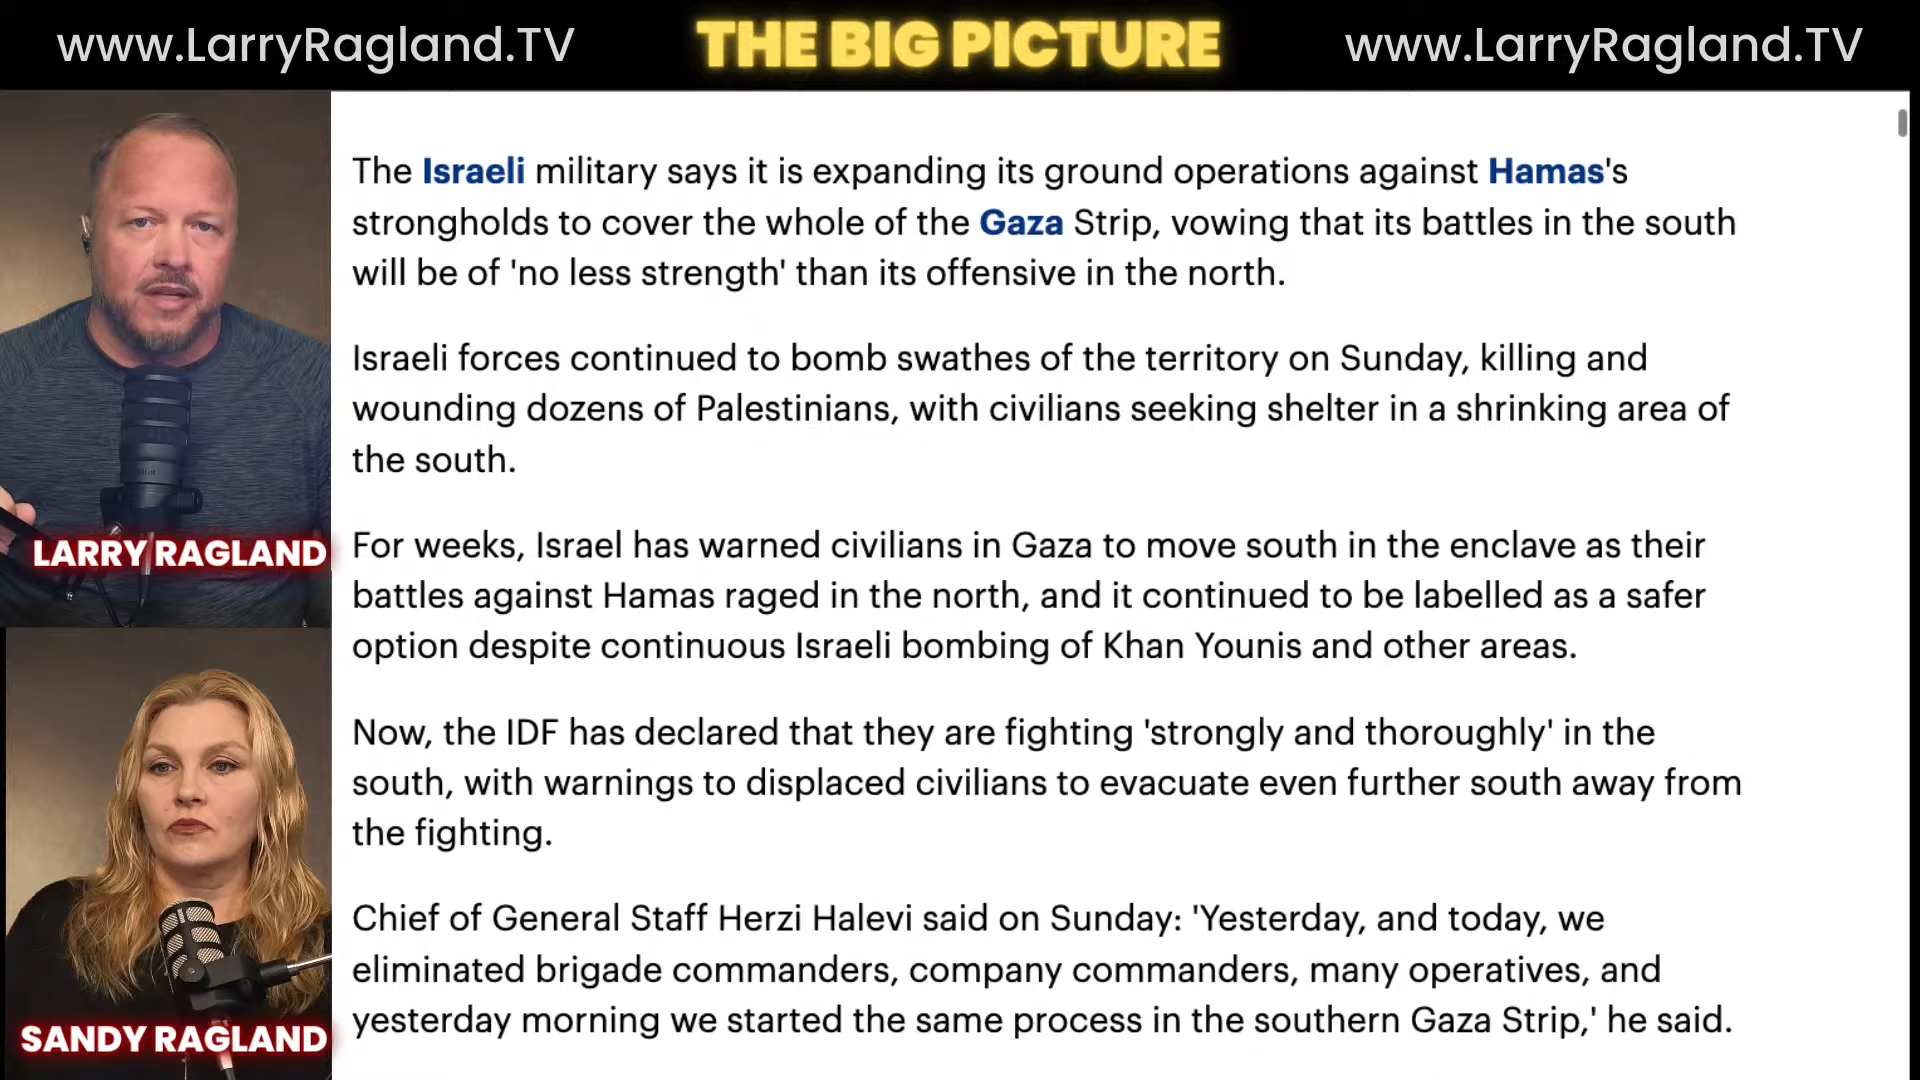 www.LarryRagland.TV
THE BIG PICTURE
www.LarryRagland.TV
The Israeli military says it is expanding its ground operations against Hamas's
strongholds to cover the whole of the Gaza Strip, vowing that its battles in the south
will be of 'no less strength' than its offensive in the north.
Israeli forces continued to bomb swathes of the territory on Sunday, killing and
wounding dozens of Palestinians, with civilians seeking shelter in a shrinking area of
the south.
LARRY RAGLAND
For weeks, Israel has warned civilians in Gaza to move south in the enclave as their
battles against Hamas raged in the north, and it continued to be labelled as a safer
option despite continuous Israeli bombing of Khan Younis and other areas.
Now, the IDF has declared that they are fighting 'strongly and thoroughly' in the
south, with warnings to displaced civilians to evacuate even further south away from
the fighting.
Chief of General Staff Herzi Halevi said on Sunday: 'Yesterday, and today, we
eliminated brigade commanders, company commanders, many operatives, and
yesterday morning we started the same process in the southern Gaza Strip,' he said.
SANDY RAGLAND